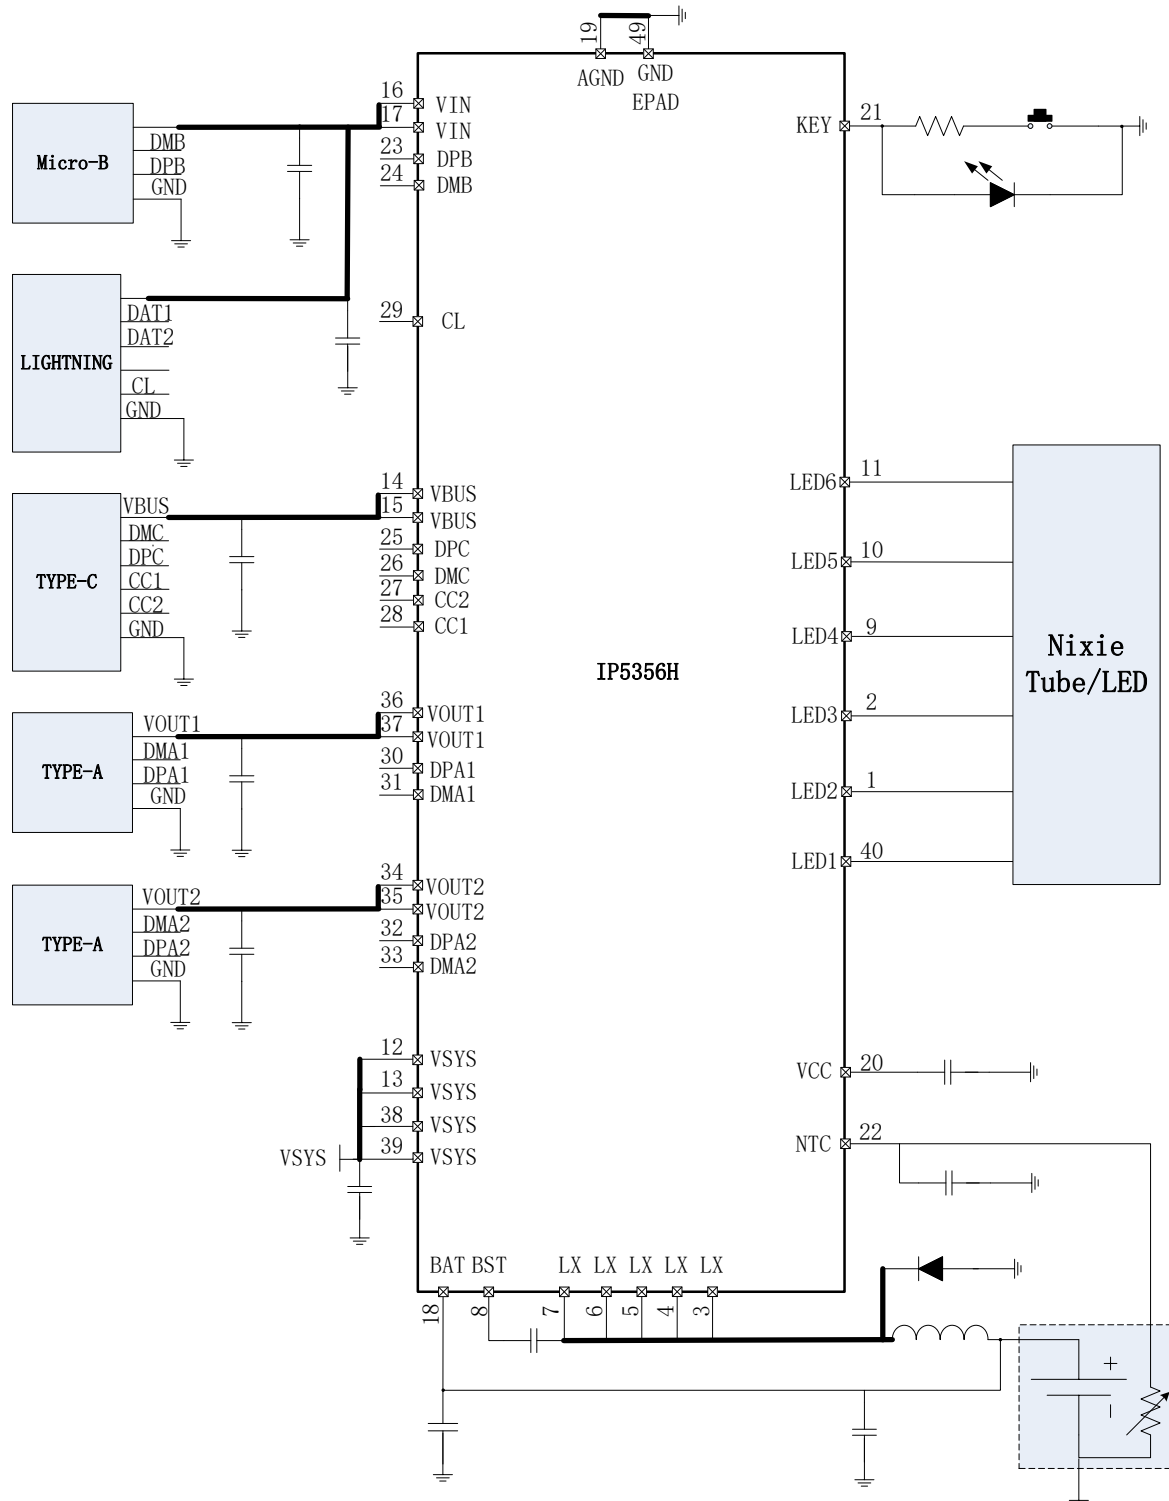 19
49
AGND
GND
EPAD
16
VIN
17
VIN
23
DPB
24
DMB
Micro-B
DMB
DPB
GND
KEY
21
LIGHTNING
DAT1
DAT2
CL
GND
29
CL
TYPE-C
VBUS
DMC
DPC
CC1
CC2
GND
14
VBUS
15
VBUS
25
DPC
26
DMC
27
CC2
28
CC1
LED6
11
LED5
10
LED4
9
LED3
2
LED2
1
LED1
40
Nixie
Tube/LED
IP5356H
TYPE-A
VOUT1
DMA1
DPA1
GND
36
VOUT1
37
VOUT1
30
DPA1
31
DMA1
TYPE-A
VOUT2
DMA2
DPA2
GND
34
VOUT2
35
VOUT2
32
DPA2
33
DMA2
12
VSYS
13
VSYS
38
VSYS
39
VSYS
VSYS
VCC
20
NTC
22
BAT
BST
LX
LX
LX
LX
LX
18
8
7
6
5
4
3
+
−